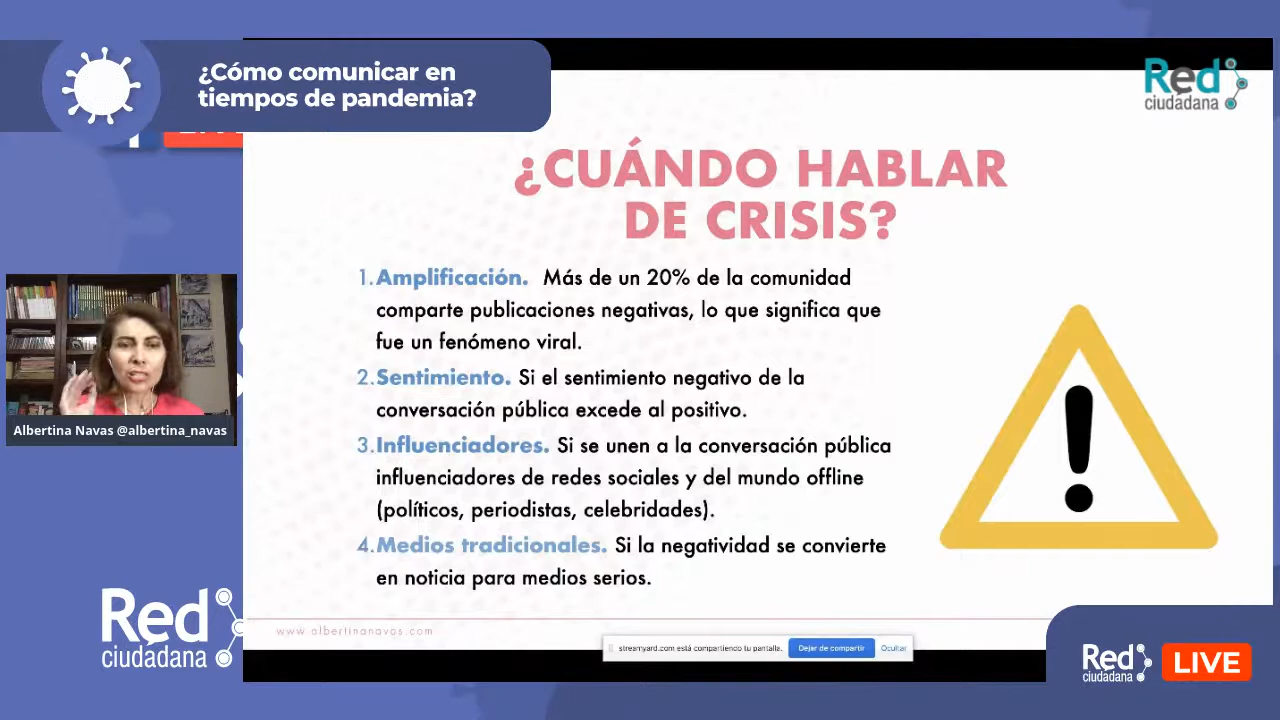 ¿Cómo comunicar en
tiempos de pandemia?
Red
ciudadana
¿CUÁNDO HABLAR
DE CRISIS?
1. Amplificación. Más de un 20% de la comunidad
comparte publicaciones negativas, lo que significa que
fue un fenómeno viral.
2. Sentimiento. Si el sentimiento negativo de la
conversación pública excede al positivo.
3. Influenciadores. Si se unen a la conversación pública
influenciadores de redes sociales y del mundo offline
(políticos, periodistas, celebridades).
4. Medios tradicionales. Si la negatividad se convierte
en noticia para medios serios.
Albertina Navas @albertina_navas
www.albertinanavas.com
streamyard.com está compartiendo tu pantalla.
Dejar de compartir
Ocultar
Red
ciudadana
Red
ciudadana
LIVE